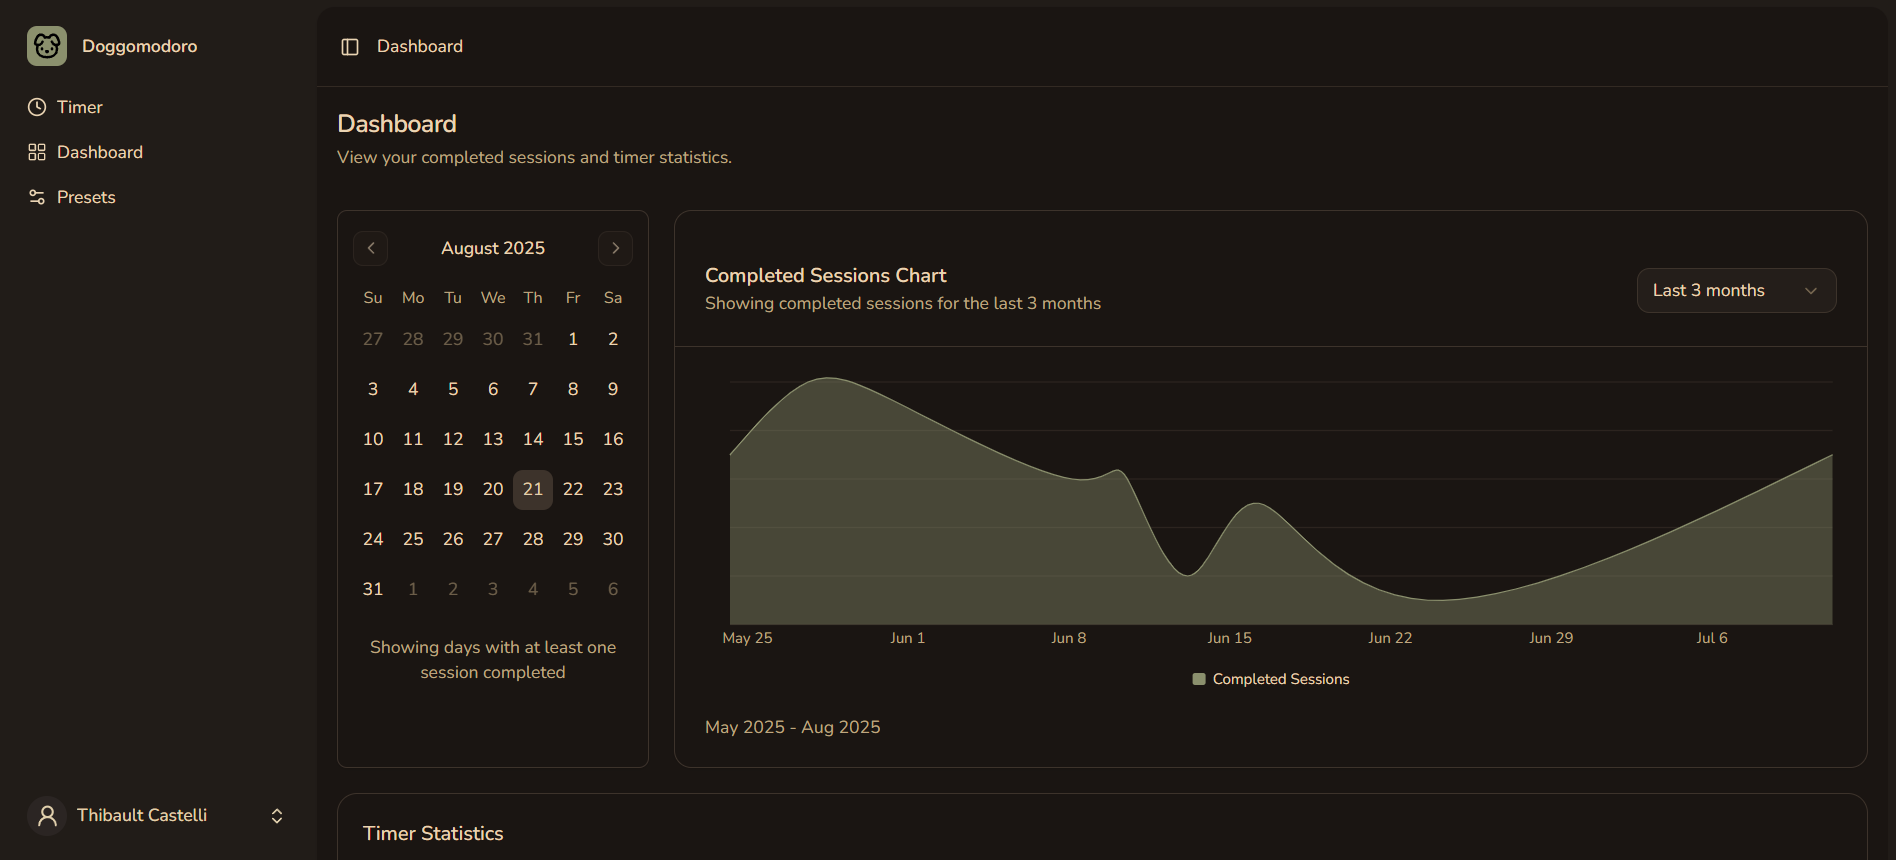 Doggomodoro
Timer
Dashboard
Presets
Thibault Castelli
Dashboard
Dashboard
View your completed sessions and timer statistics.
August 2025
Su Mo Tu We Th Fr Sa
27 28 29 30 31 1 2
3 4 5 6 7 8 9
10 11 12 13 14 15 16
17 18 19 20 21 22 23
24 25 26 27 28 29 30
31 1 2 3 4 5 6
Showing days with at least one
session completed
Completed Sessions Chart
Showing completed sessions for the last 3 months
Last 3 months
May 25 Jun 1 Jun 8 Jun 15 Jun 22 Jun 29 Jul 6
Completed Sessions
May 2025 - Aug 2025
Timer Statistics